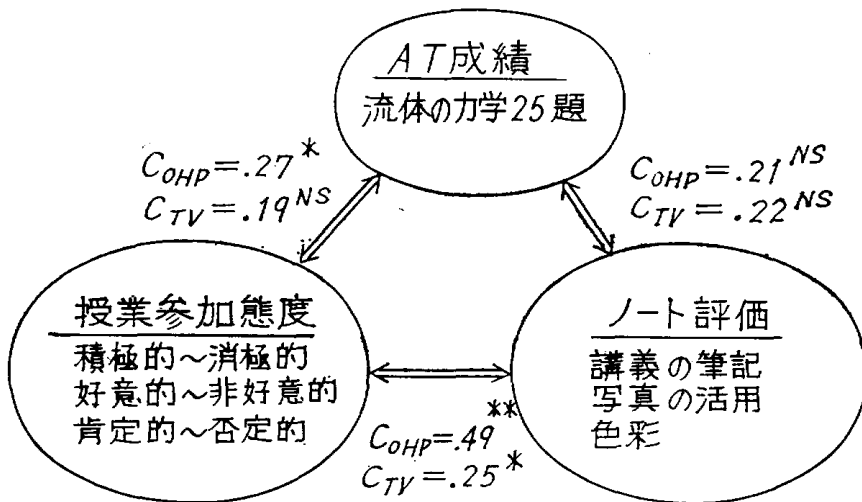 AT成績
流体の力学25題
C_OHP=.27*
C_TV=.19^NS
C_OHP=.21^NS
C_TV=.22^NS
授業参加態度
積極的〜消極的
好意的〜非好意的
肯定的〜否定的
ノート評価
講義の筆記
写真の活用
色彩
C_OHP=.49**
C_TV=.25*